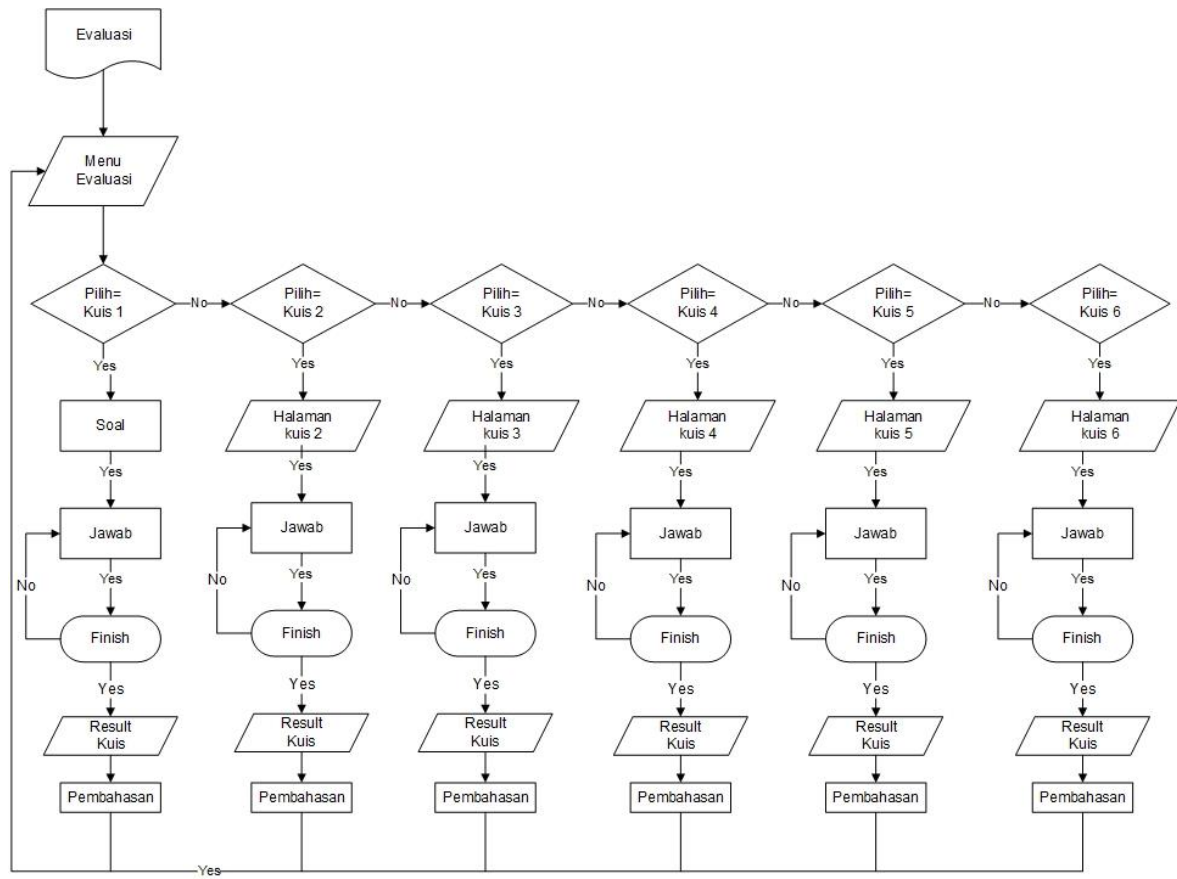 Evaluasi
Menu
Evaluasi
Pilih=
Kuis 1
No
Pilih=
Kuis 2
No
Pilih=
Kuis 3
No
Pilih=
Kuis 4
No
Pilih=
Kuis 5
No
Pilih=
Kuis 6
Yes
Yes
Yes
Yes
Yes
Yes
Soal
Halaman
kuis 2
Halaman
kuis 3
Halaman
kuis 4
Halaman
kuis 5
Halaman
kuis 6
Yes
Yes
Yes
Yes
Yes
Yes
Jawab
Jawab
Jawab
Jawab
Jawab
Jawab
No
Yes
No
Yes
No
Yes
No
Yes
No
Yes
No
Yes
Finish
Finish
Finish
Finish
Finish
Finish
Yes
Yes
Yes
Yes
Yes
Yes
Result
Kuis
Result
Kuis
Result
Kuis
Result
Kuis
Result
Kuis
Result
Kuis
Pembahasan
Pembahasan
Pembahasan
Pembahasan
Pembahasan
Pembahasan
Yes